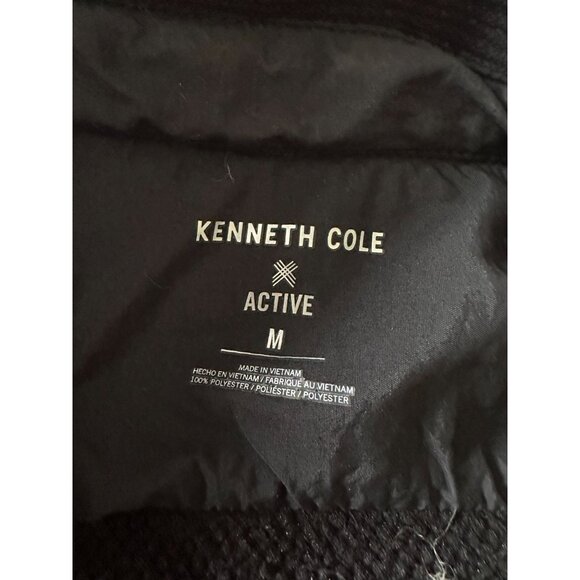 KENNETH COLE
ACTIVE
M
MADE IN VIETNAM
HECHO EN VIETNAM / FABRIQUÉ AU VIETNAM
100% POLYESTER / POLIÉSTER / POLYESTER